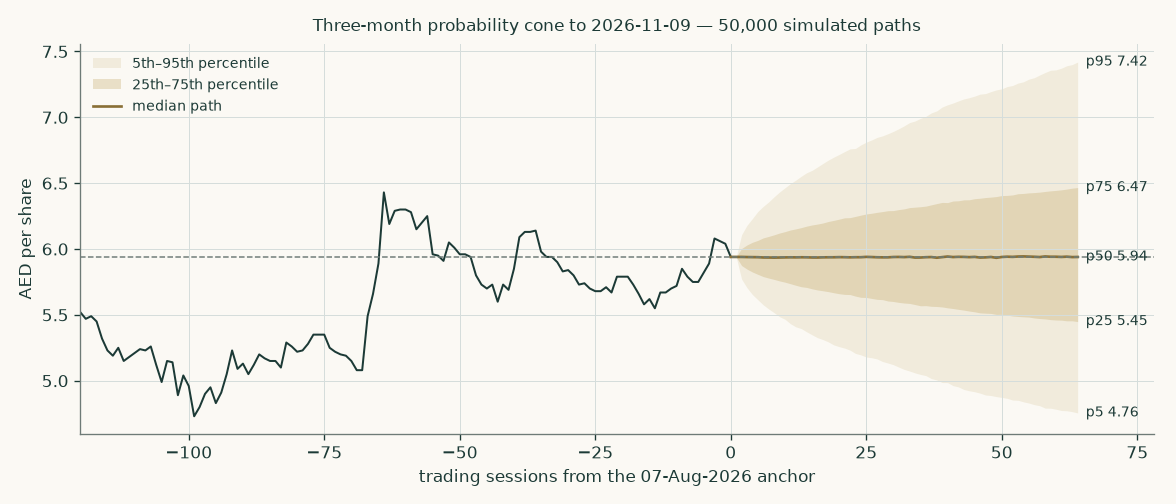 Three-month probability cone to 2026-11-09 — 50,000 simulated paths
7.5
7.0
6.5
6.0
5.5
5.0
AED per share
5th–95th percentile
25th–75th percentile
median path
p95 7.42
p75 6.47
p50 5.94
p25 5.45
p5 4.76
−100
−75
−50
−25
0
25
50
75
trading sessions from the 07-Aug-2026 anchor